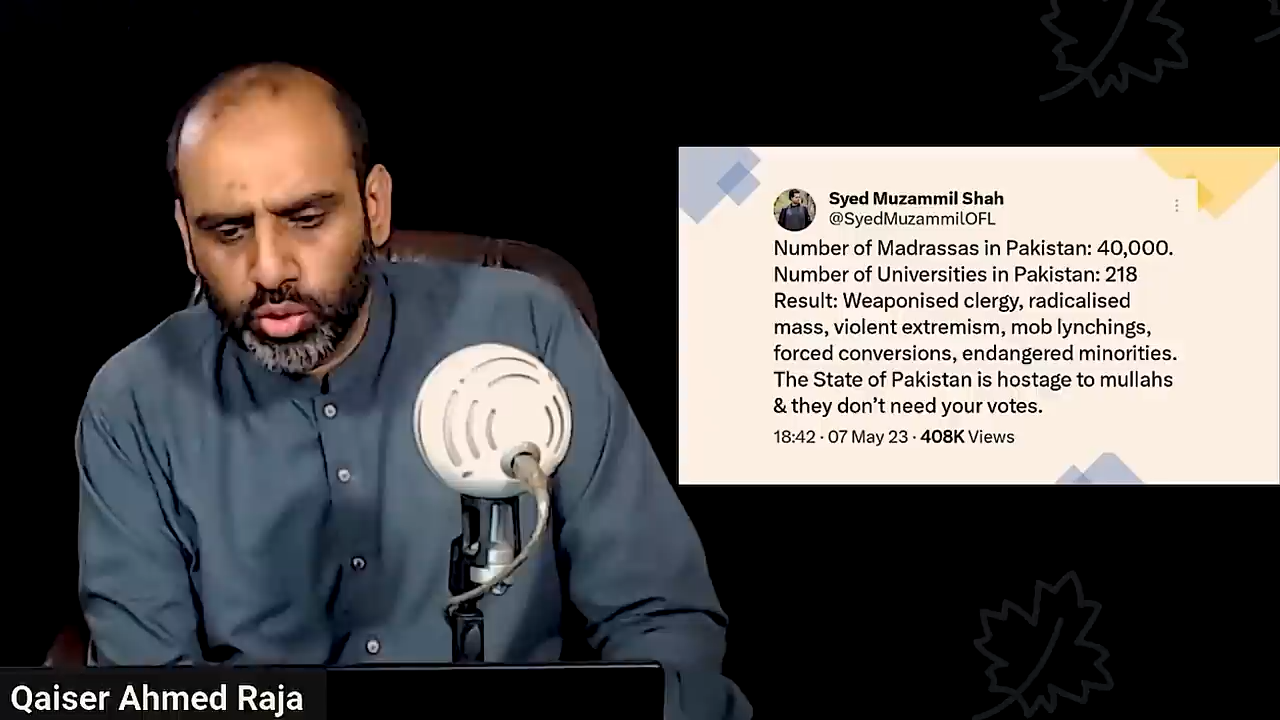 Syed Muzammil Shah
@SyedMuzammilOFL
Number of Madrassas in Pakistan: 40,000.
Number of Universities in Pakistan: 218
Result: Weaponised clergy, radicalised
mass, violent extremism, mob lynchings,
forced conversions, endangered minorities.
The State of Pakistan is hostage to mullahs
& they don’t need your votes.
18:42 · 07 May 23 · 408K Views
Qaiser Ahmed Raja